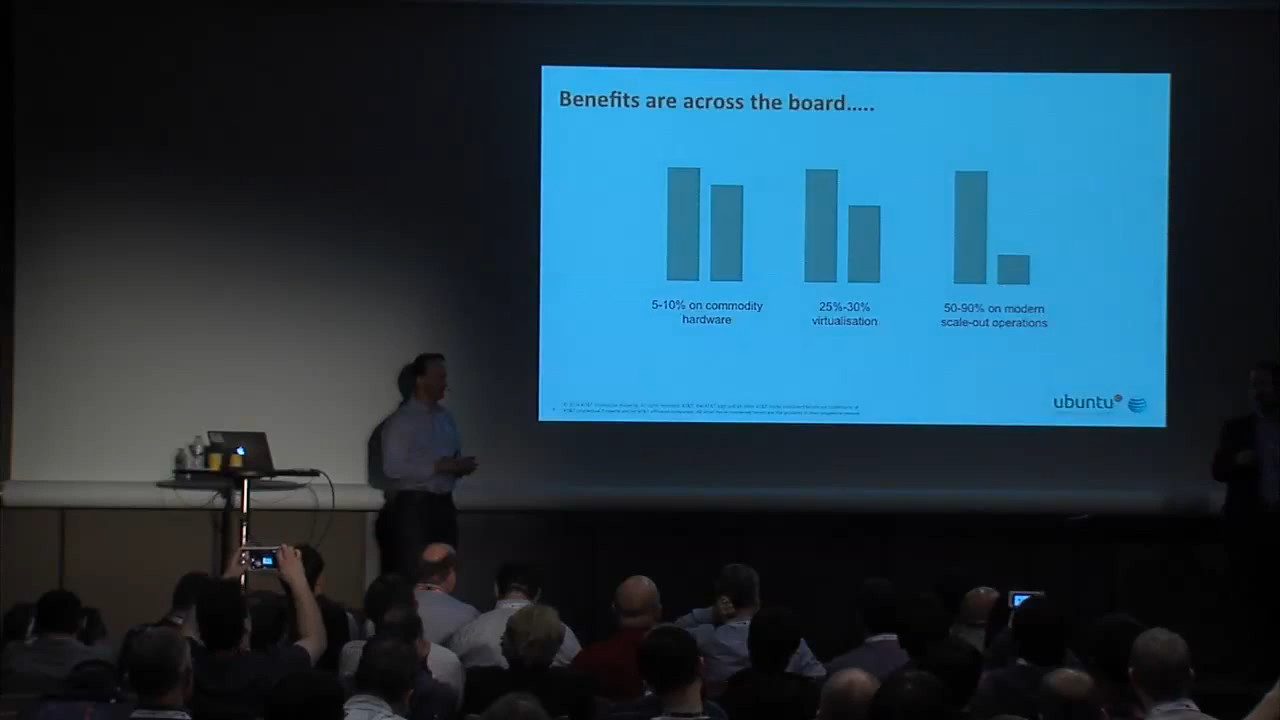 Benefits are across the board.....
5-10% on commodity
hardware
25%-30%
virtualisation
50-90% on modern
scale-out operations
ubuntu